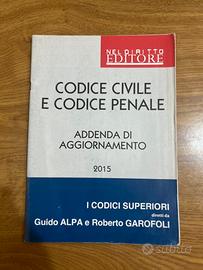 NEL DIRITTO
EDITORE
CODICE CIVILE
E CODICE PENALE
ADDENDA DI
AGGIORNAMENTO
2015
I CODICI SUPERIORI
diretti da
Guido ALPA e Roberto GAROFOLI
subito